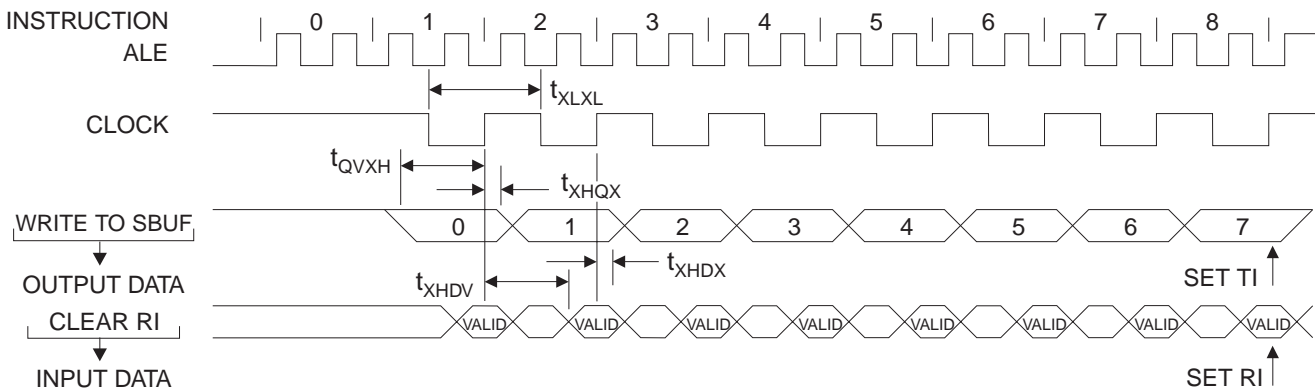 INSTRUCTION 0 1 2 3 4 5 6 7 8
ALE
tXLXL
CLOCK
tQVXH
tXHQX
WRITE TO SBUF 0 1 2 3 4 5 6 7
tXHDV tXHDX
OUTPUT DATA SET TI
CLEAR RI VALID VALID VALID VALID VALID VALID VALID VALID
INPUT DATA SET RI